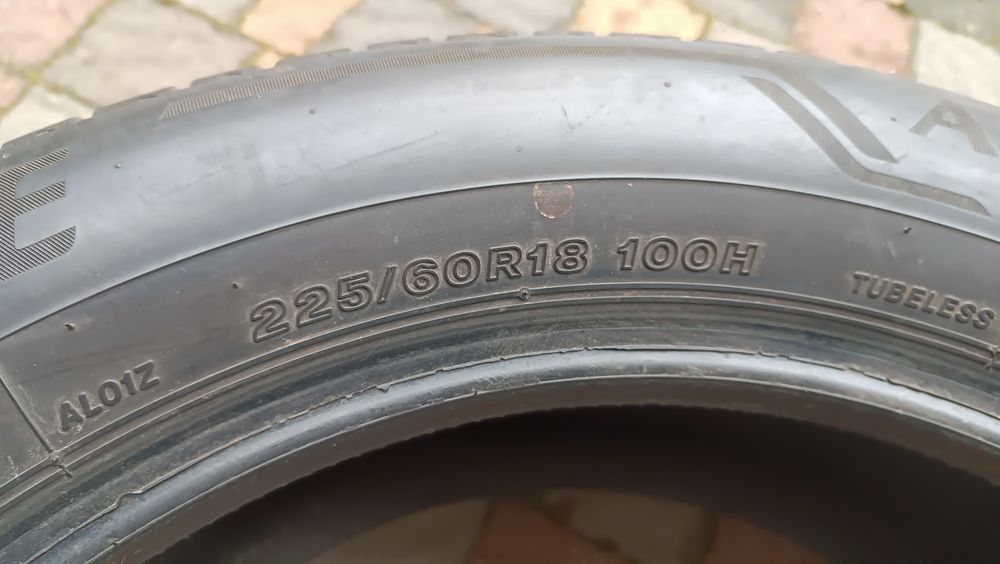 E
A
225/60R18 100H
TUBELESS
AL01Z